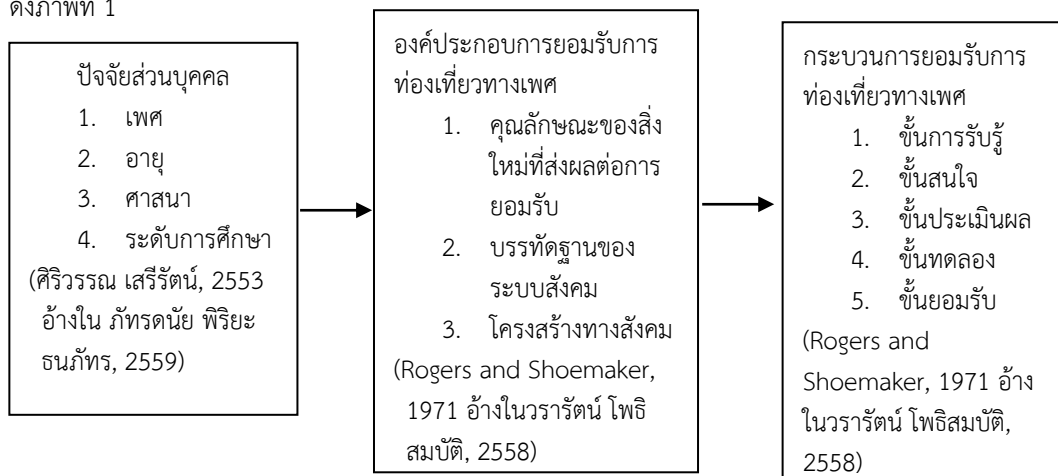 ดังภาพที่ 1
ปัจจัยส่วนบุคคล
1. เพศ
2. อายุ
3. ศาสนา
4. ระดับการศึกษา
(ศิริวรรณ เสรีรัตน์, 2553
อ้างใน ภัทรดนัย พิริยะ
ธนภัทร, 2559)
องค์ประกอบการยอมรับการ
ท่องเที่ยวทางเพศ
1. คุณลักษณะของสิ่ง
ใหม่ที่ส่งผลต่อการ
ยอมรับ
2. บรรทัดฐานของ
ระบบสังคม
3. โครงสร้างทางสังคม
(Rogers and Shoemaker,
1971 อ้างในวรารัตน์ โพธิ
สมบัติ, 2558)
กระบวนการยอมรับการ
ท่องเที่ยวทางเพศ
1. ขั้นการรับรู้
2. ขั้นสนใจ
3. ขั้นประเมินผล
4. ขั้นทดลอง
5. ขั้นยอมรับ
(Rogers and
Shoemaker, 1971 อ้าง
ในวรารัตน์ โพธิสมบัติ,
2558)